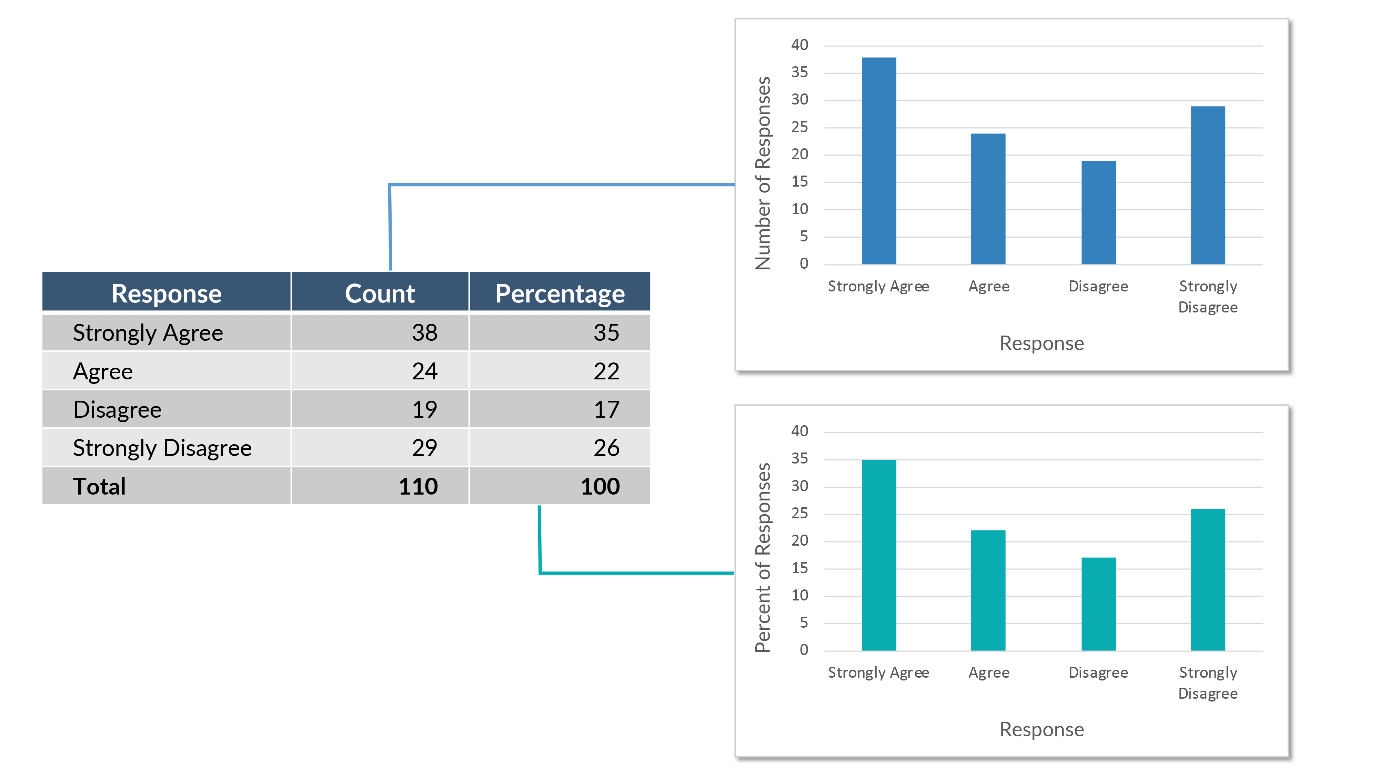 Response Count Percentage
Strongly Agree 38 35
Agree 24 22
Disagree 19 17
Strongly Disagree 29 26
Total 110 100
Number of Responses
40
35
30
25
20
15
10
5
0
Strongly Agree Agree Disagree Strongly
Disagree
Response
Percent of Responses
40
35
30
25
20
15
10
5
0
Strongly Agree Agree Disagree Strongly
Disagree
Response